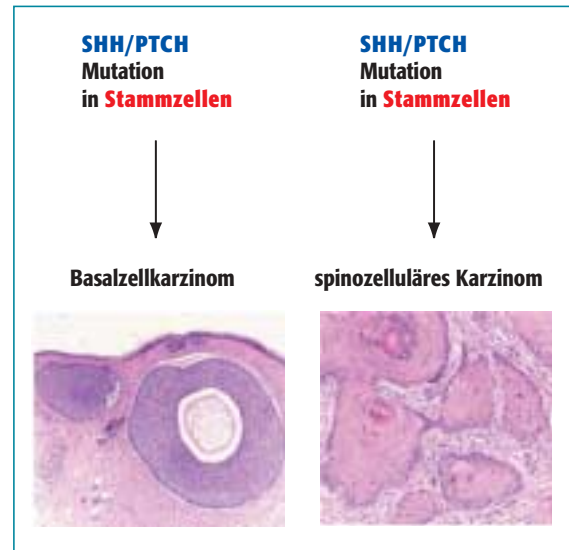 SHH/PTCH
Mutation
in Stammzellen
SHH/PTCH
Mutation
in Stammzellen
Basalzellkarzinom
spinozelluläres Karzinom